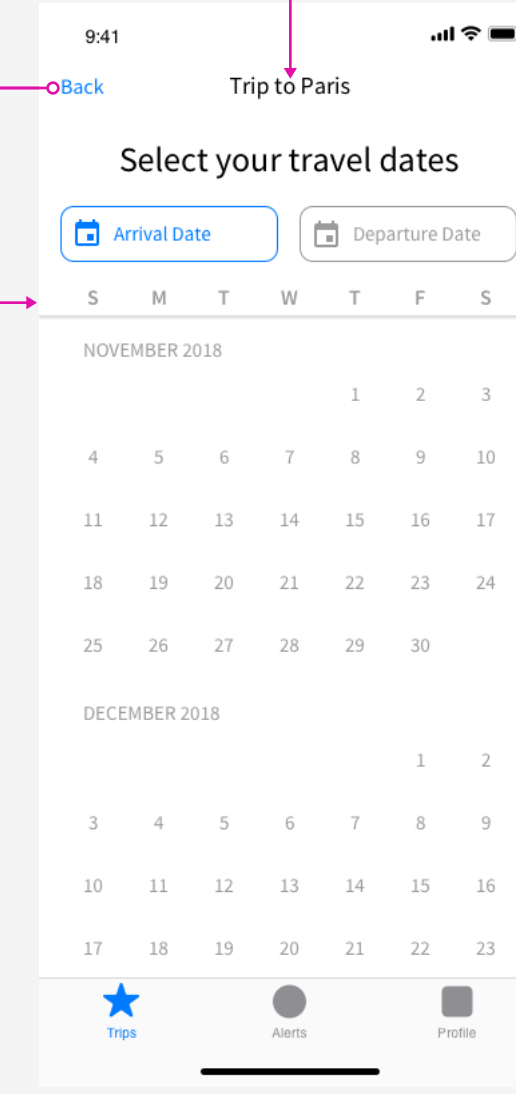 9:41
Back Trip to Paris
Select your travel dates
Arrival Date Departure Date
S M T W T F S
NOVEMBER 2018
1 2 3
4 5 6 7 8 9 10
11 12 13 14 15 16 17
18 19 20 21 22 23 24
25 26 27 28 29 30
DECEMBER 2018
1 2
3 4 5 6 7 8 9
10 11 12 13 14 15 16
17 18 19 20 21 22 23
Trips Alerts Profile